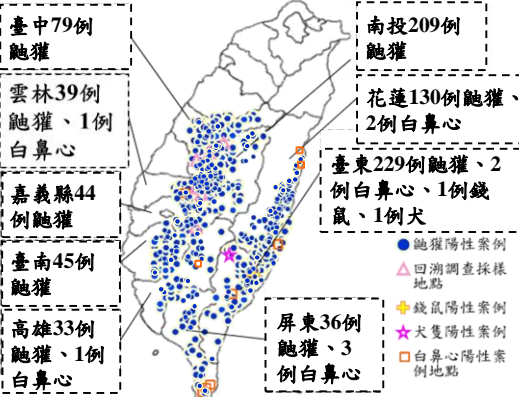 臺中79例
鼬獾
南投209例
鼬獾
雲林39例
鼬獾、1例
白鼻心
花蓮130例鼬獾、
2例白鼻心
臺東229例鼬獾、2
例白鼻心、1例錢
鼠、1例犬
嘉義縣44
例鼬獾
臺南45例
鼬獾
高雄33例
鼬獾、1例
白鼻心
屏東36例
鼬獾、3
例白鼻心
鼬獾陽性案例
回溯調查採樣
地點
錢鼠陽性案例
犬隻陽性案例
白鼻心陽性案
例地點